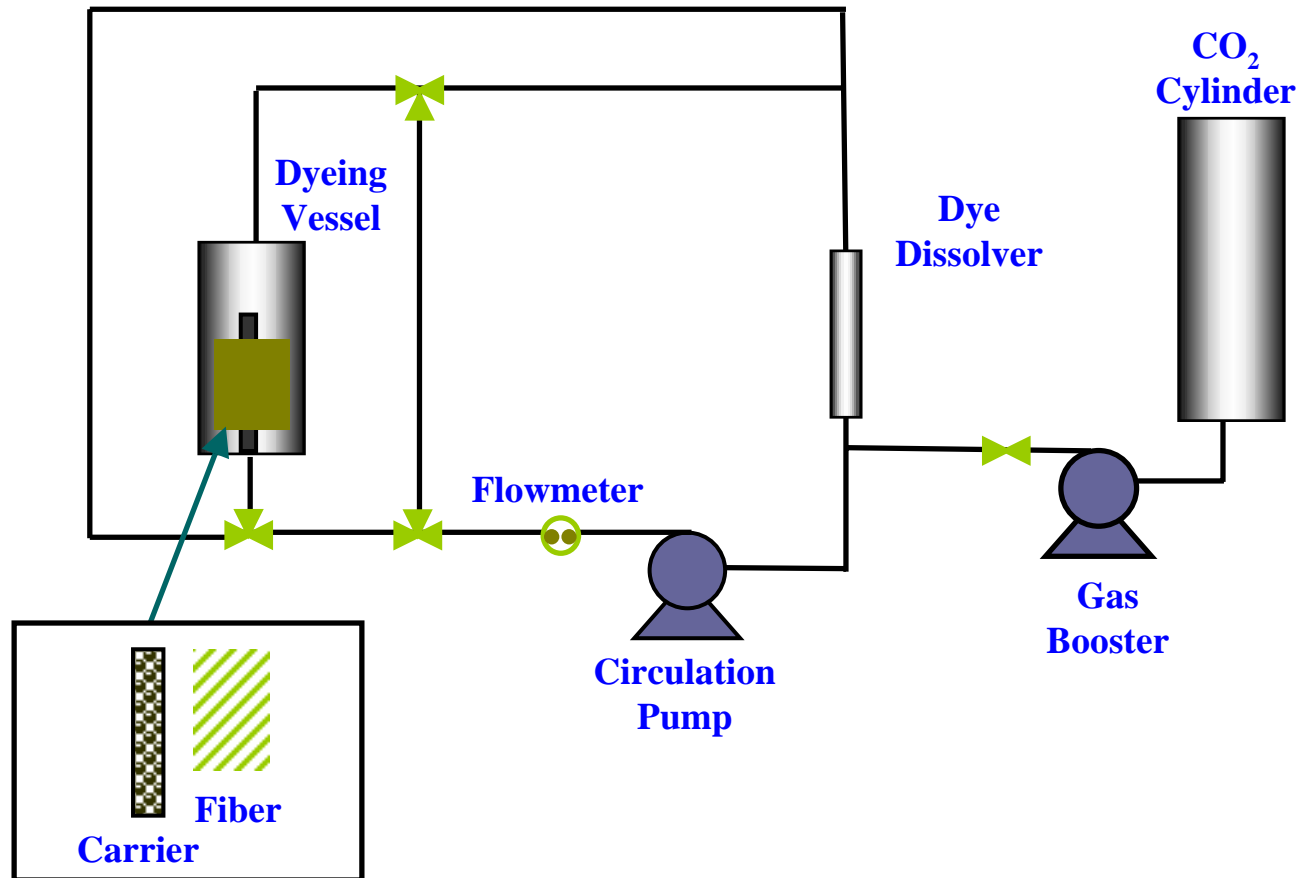 CO₂
Cylinder
Dyeing
Vessel
Dye
Dissolver
Flowmeter
Gas
Booster
Circulation
Pump
Fiber
Carrier